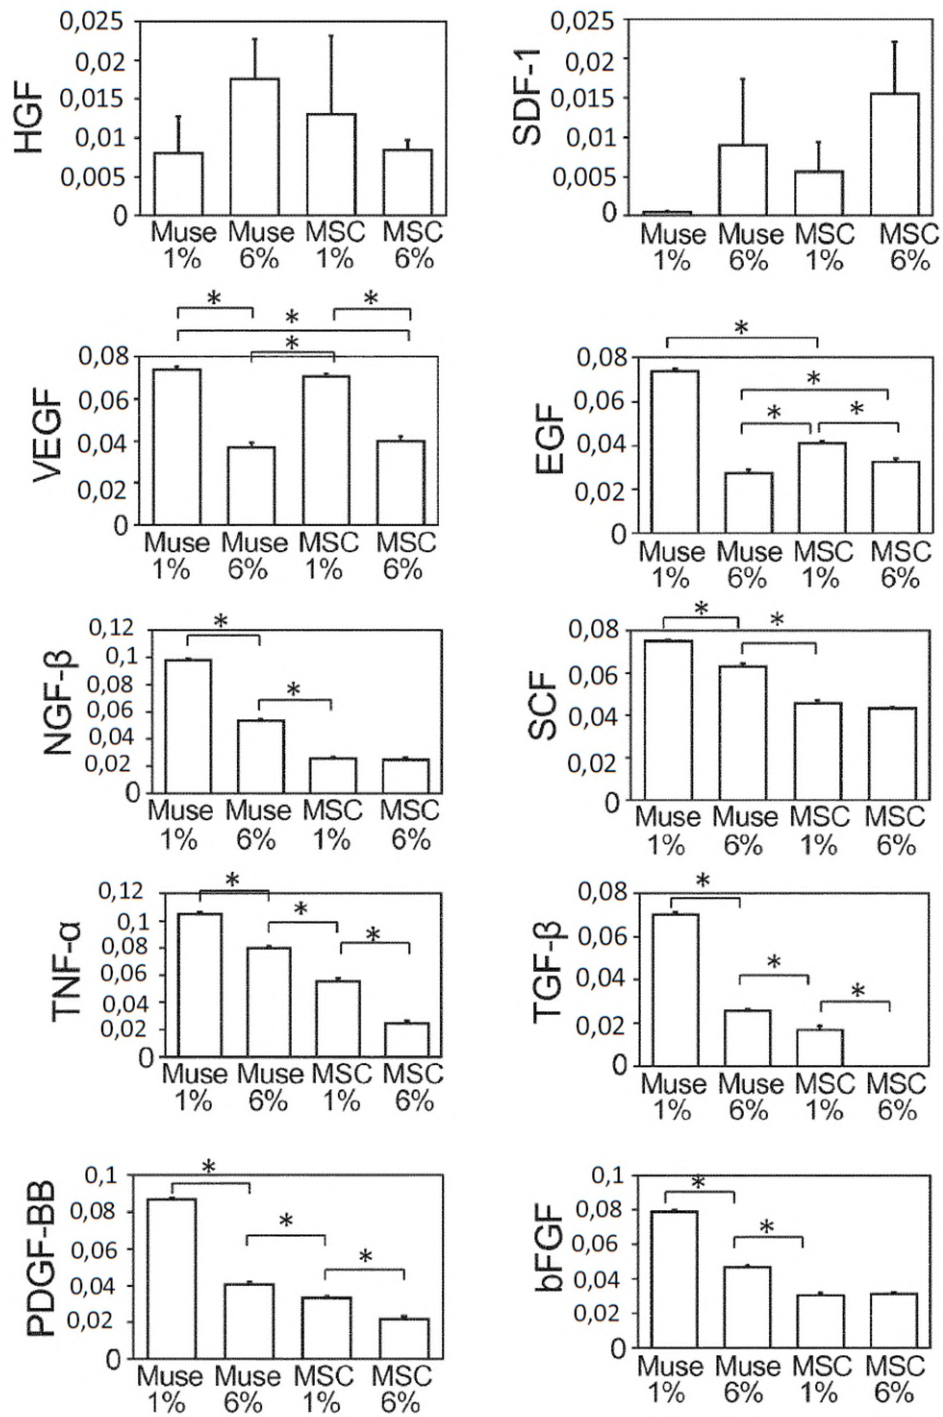 HGF
0,025
0,02
0,015
0,01
0,005
0
Muse Muse MSC MSC
1% 6% 1% 6%
SDF-1
0,025
0,02
0,015
0,01
0,005
0
Muse Muse MSC MSC
1% 6% 1% 6%
VEGF
* *
*
*
0,08
0,06
0,04
0,02
0
Muse Muse MSC MSC
1% 6% 1% 6%
EGF
*
*
* *
0,08
0,06
0,04
0,02
0
Muse Muse MSC MSC
1% 6% 1% 6%
NGF-β
*
*
0,12
0,1
0,08
0,06
0,04
0,02
0
Muse Muse MSC MSC
1% 6% 1% 6%
SCF
* *
0,08
0,06
0,04
0,02
0
Muse Muse MSC MSC
1% 6% 1% 6%
TNF-α
*
*
*
0,12
0,1
0,08
0,06
0,04
0,02
0
Muse Muse MSC MSC
1% 6% 1% 6%
TGF-β
*
*
*
0,08
0,06
0,04
0,02
0
Muse Muse MSC MSC
1% 6% 1% 6%
PDGF-BB
*
*
*
0,1
0,08
0,06
0,04
0,02
0
Muse Muse MSC MSC
1% 6% 1% 6%
bFGF
*
*
0,1
0,08
0,06
0,04
0,02
0
Muse Muse MSC MSC
1% 6% 1% 6%